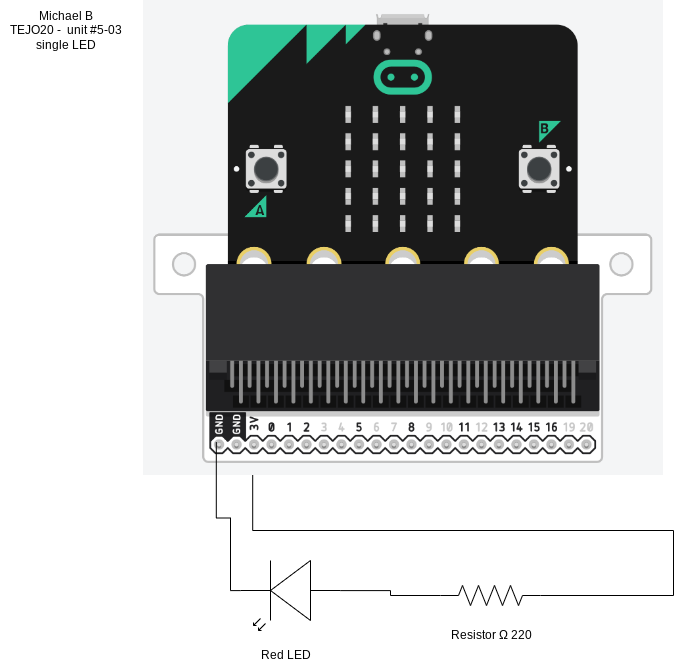 Michael B
TEJO20 - unit #5-03
single LED
B
A
GND GND 3V 0 1 2 3 4 5 6 7 8 9 10 11 12 13 14 15 16 19 20
Resistor Ω 220
Red LED